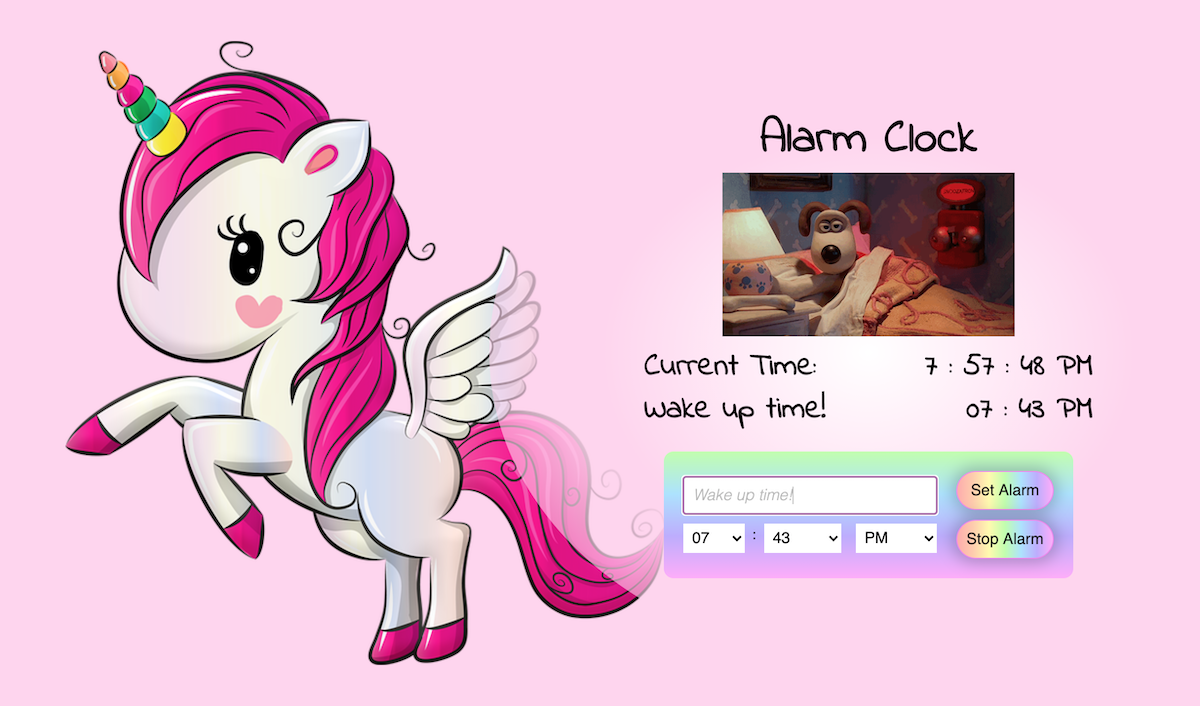 Alarm Clock
Current Time: 7 : 57 : 48 PM
Wake up time! 07 : 43 PM
Wake up time!
Set Alarm
07 : 43 PM
Stop Alarm